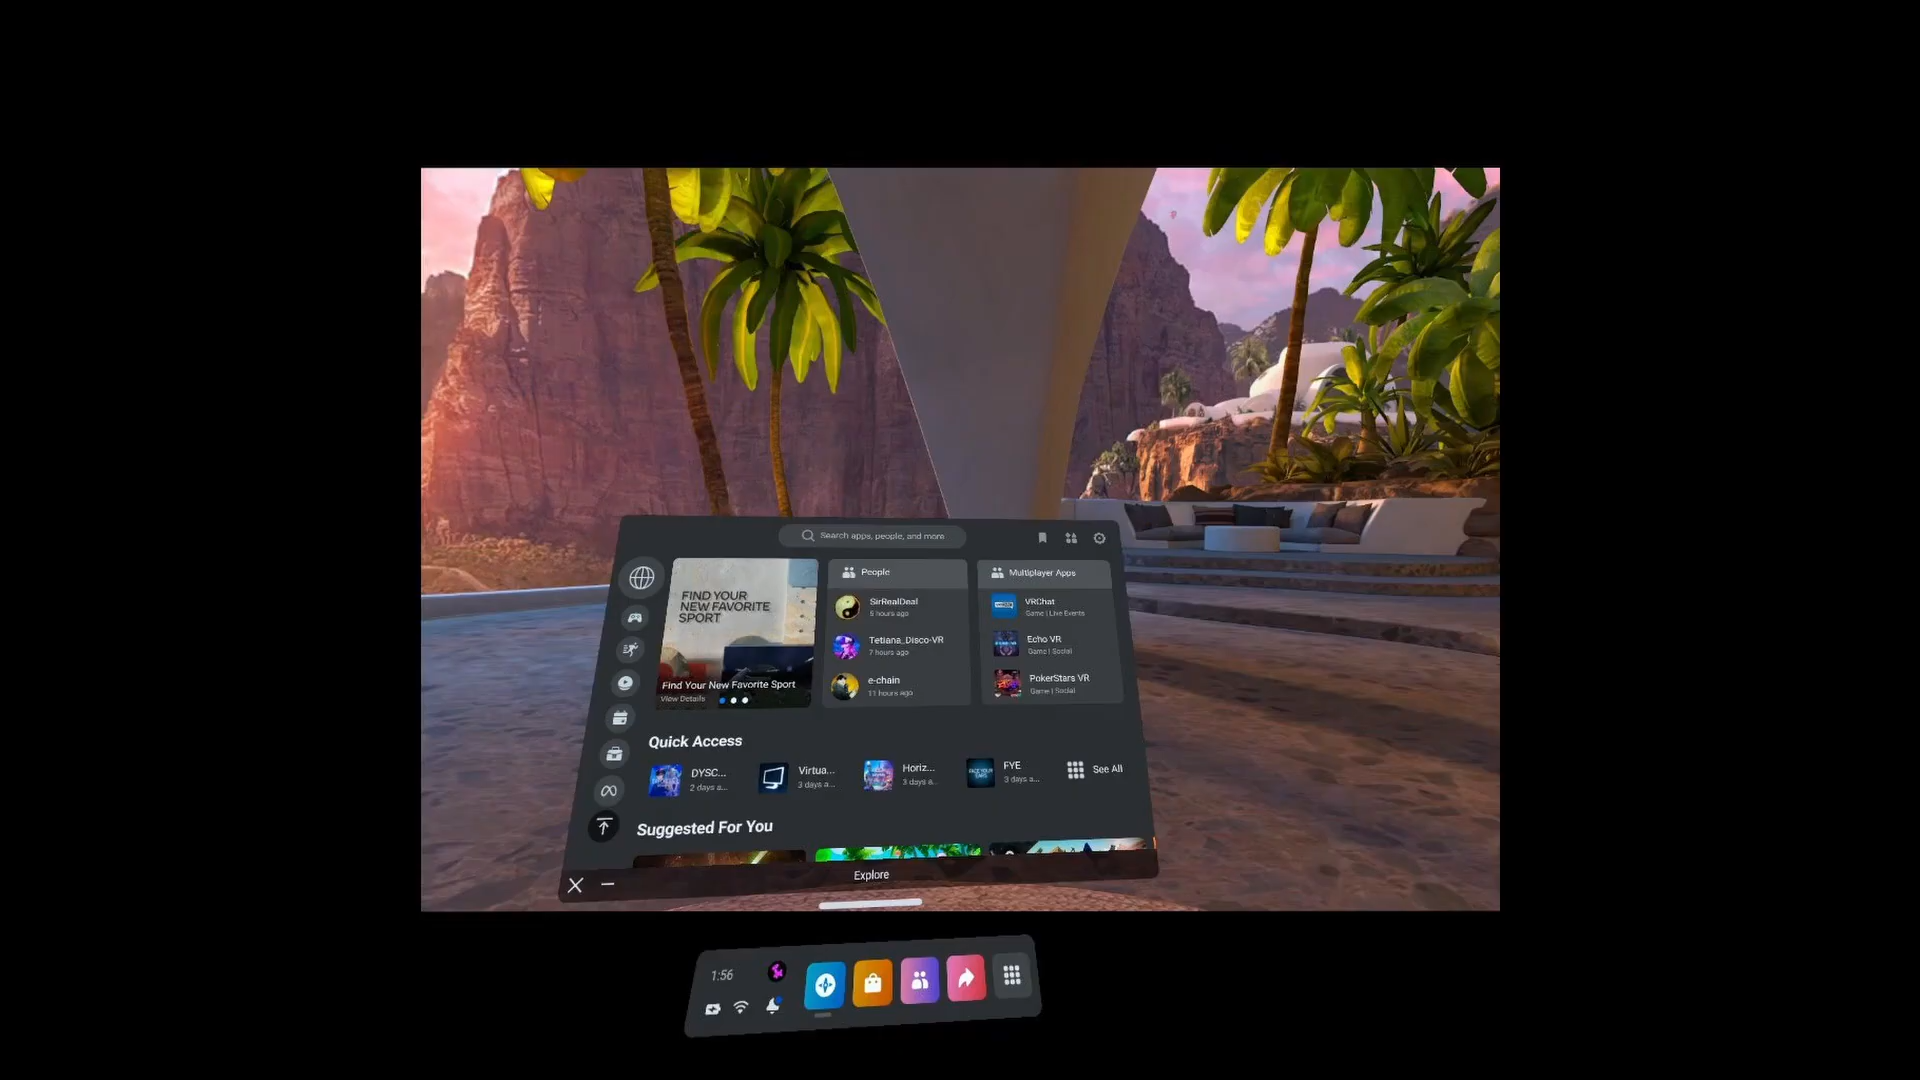 Search apps, people, and more
FIND YOUR
NEW FAVORITE
SPORT
Find Your New Favorite Sport
View Details
People
SirRealDeal
5 hours ago
Tetiana_Disco-VR
7 hours ago
e-chain
11 hours ago
Multiplayer Apps
VRChat
Game | Live Events
Echo VR
Game | Social
PokerStars VR
Game | Social
Quick Access
DYSC...
2 days a...
Virtua...
3 days a...
Horiz...
3 days a...
FYE
3 days a...
See All
Suggested For You
Explore
1:56